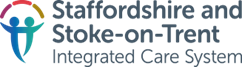 Staffordshire and
Stoke-on-Trent
Integrated Care System